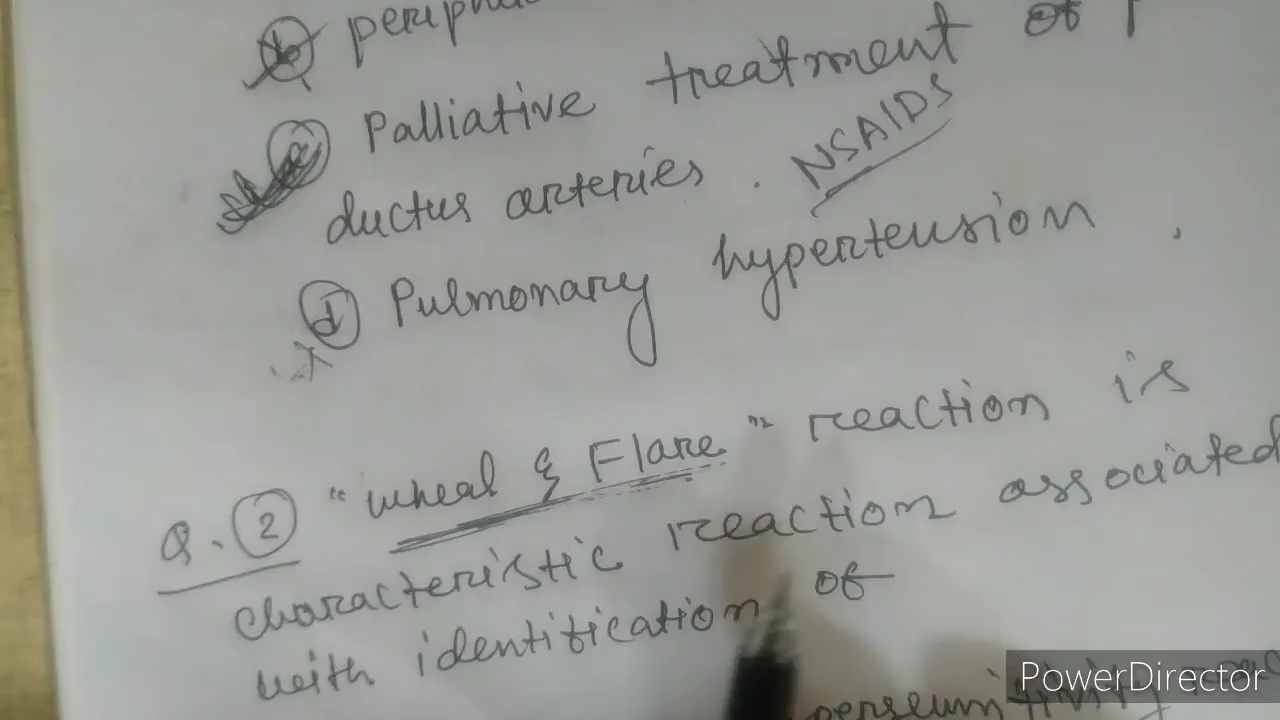 (b) periph
(c) Palliative treatment of P
ductus arteries. NSAIDS
(d) Pulmonary hypertension.
Q. (2) "wheal & Flare" reaction is
characteristic reaction associated
with identification of
PowerDirector